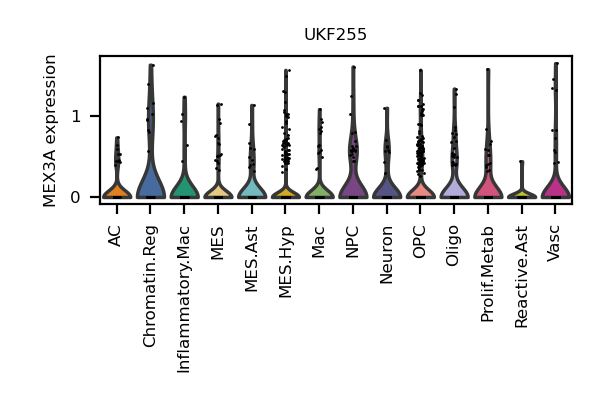 UKF255
MEX3A expression
1
0
AC
Chromatin.Reg
Inflammatory.Mac
MES
MES.Ast
MES.Hyp
Mac
NPC
Neuron
OPC
Oligo
Prolif.Metab
Reactive.Ast
Vasc